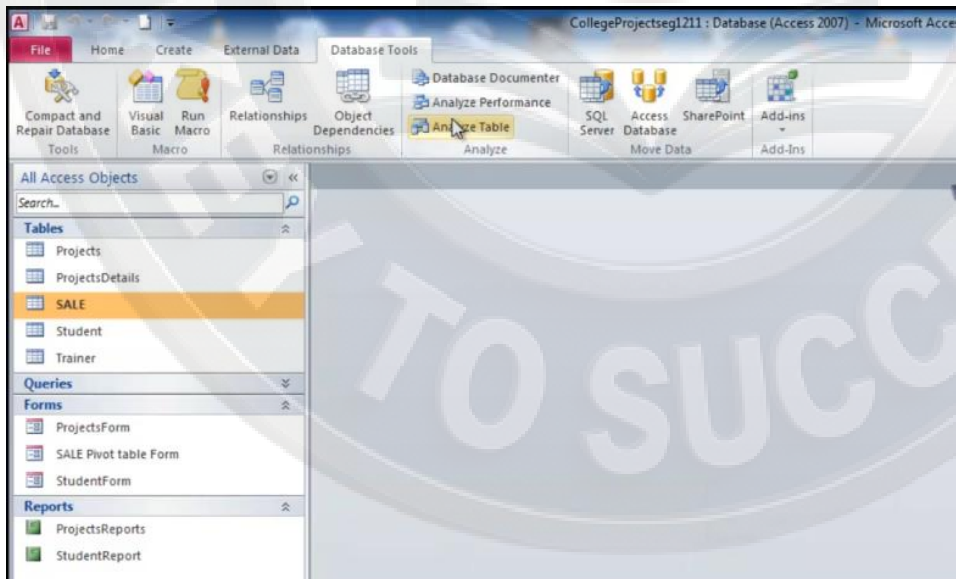 A
CollegeProjectseg1211 : Database (Access 2007) - Microsoft Acce
File Home Create External Data Database Tools
Compact and Repair Database
Visual Basic
Run Macro
Relationships
Object Dependencies
Database Documenter
Analyze Performance
Analyze Table
SQL Server
Access Database
SharePoint
Add-ins
Tools Macro Relationships Analyze Move Data Add-Ins
All Access Objects
Search..
Tables
Projects
ProjectsDetails
SALE
Student
Trainer
Queries
Forms
ProjectsForm
SALE Pivot table Form
StudentForm
Reports
ProjectsReports
StudentReport
TO SUCC